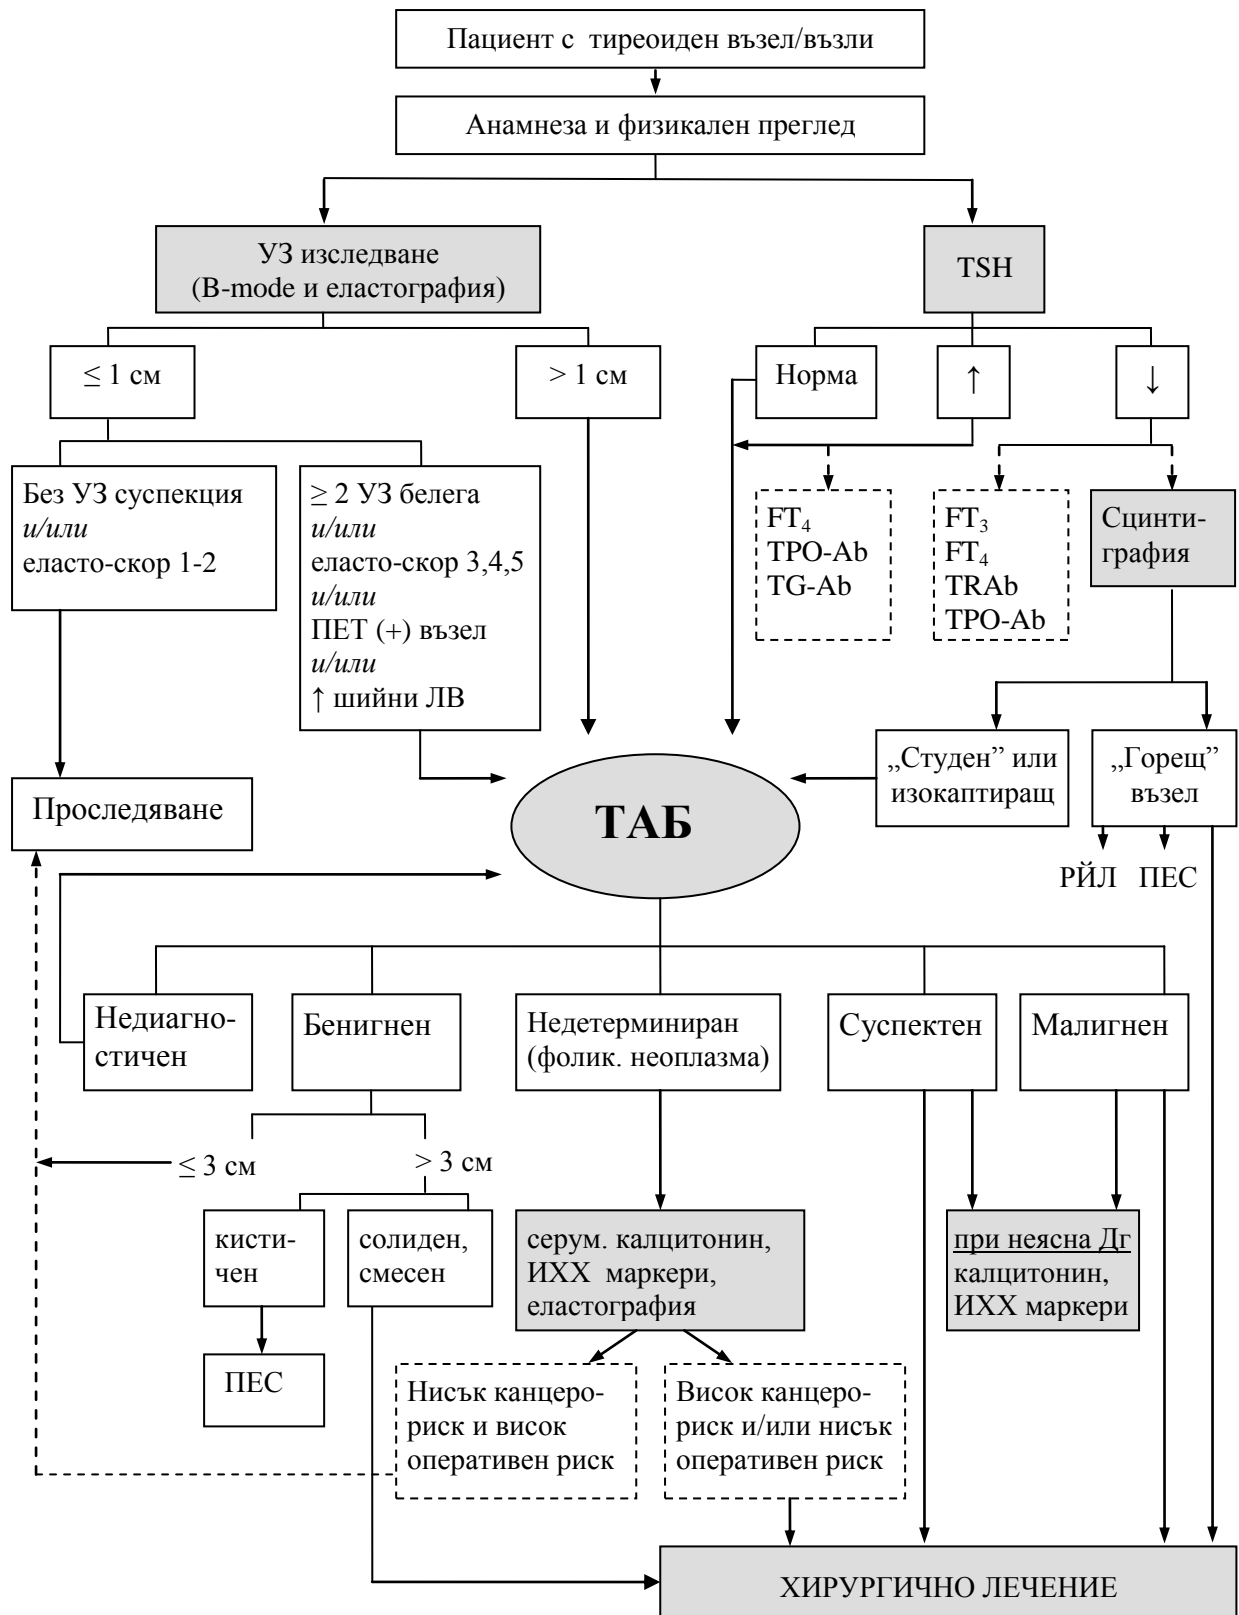 Пациент с тиреоиден възел/възли
Анамнеза и физикален преглед
УЗ изследване
(B-mode и еластография)
TSH
≤ 1 см
> 1 см
Норма
↑
↓
Без УЗ суспекция
и/или
еласто-скор 1-2
≥ 2 УЗ белега
и/или
еласто-скор 3,4,5
и/или
ПЕТ (+) възел
и/или
↑ шийни ЛВ
FT₄
TPO-Ab
TG-Ab
FT₃
FT₄
TRAb
TPO-Ab
Сцинти-
графия
Проследяване
ТАБ
„Студен” или
изокаптиращ
„Горещ”
възел
РЙЛ ПЕС
Недиагно-
стичен
Бенигнен
Недетерминиран
(фолик. неоплазма)
Суспектен
Малигнен
≤ 3 см
> 3 см
кисти-
чен
солиден,
смесен
серум. калцитонин,
ИХХ маркери,
еластография
при неясна Дг
калцитонин,
ИХХ маркери
ПЕС
Нисък канцеро-
риск и висок
оперативен риск
Висок канцеро-
риск и/или нисък
оперативен риск
ХИРУРГИЧНО ЛЕЧЕНИЕ